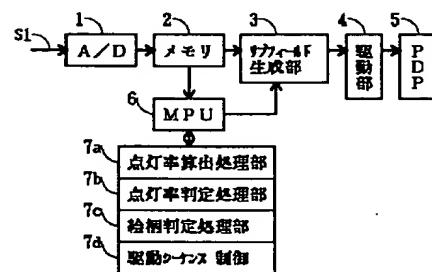 S1
1
A/D
2
メモリ
3
サブフィールド
生成部
4
駆動部
5
PDP
6
MPU
7a
点灯率算出処理部
7b
点灯率判定処理部
7c
絵柄判定処理部
7d
駆動シーケンス 制御